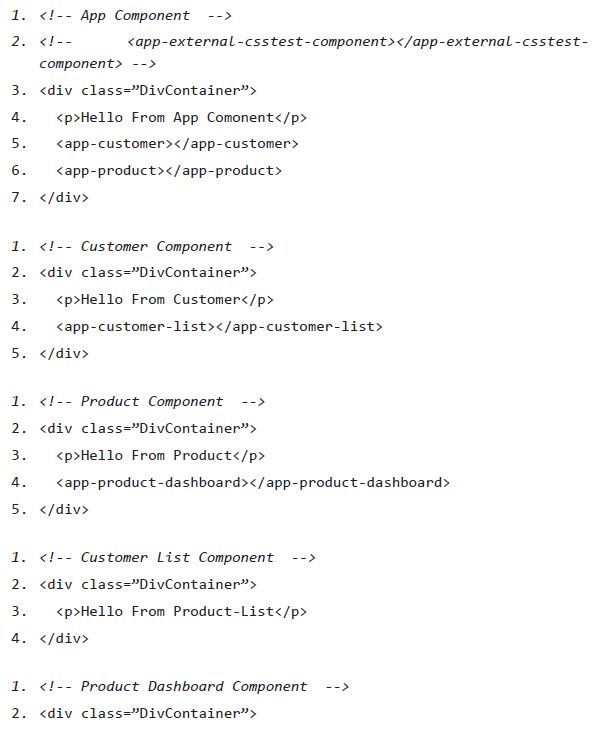 1. <!-- App Component  -->
2. <!--      <app-external-csstest-component></app-external-csstest-
component> -->
3. <div class=”DivContainer”>
4.   <p>Hello From App Comonent</p>
5.   <app-customer></app-customer>
6.   <app-product></app-product>
7. </div>
1. <!-- Customer Component  -->
2. <div class=”DivContainer”>
3.   <p>Hello From Customer</p>
4.   <app-customer-list></app-customer-list>
5. </div>
1. <!-- Product Component  -->
2. <div class=”DivContainer”>
3.   <p>Hello From Product</p>
4.   <app-product-dashboard></app-product-dashboard>
5. </div>
1. <!-- Customer List Component  -->
2. <div class=”DivContainer”>
3.   <p>Hello From Product-List</p>
4. </div>
1. <!-- Product Dashboard Component  -->
2. <div class=”DivContainer”>